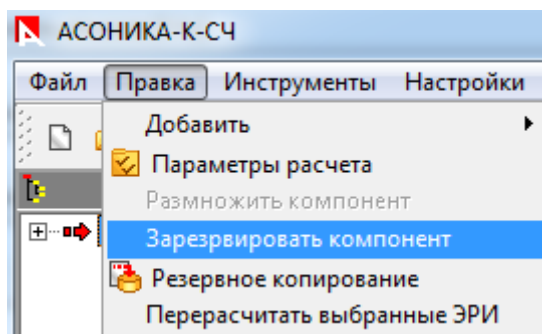 АСОНИКА-К-СЧ
Файл Правка Инструменты Настройки
Добавить
Параметры расчета
Размножить компонент
Зарезрвировать компонент
Резервное копирование
Перерасчитать выбранные ЭРИ